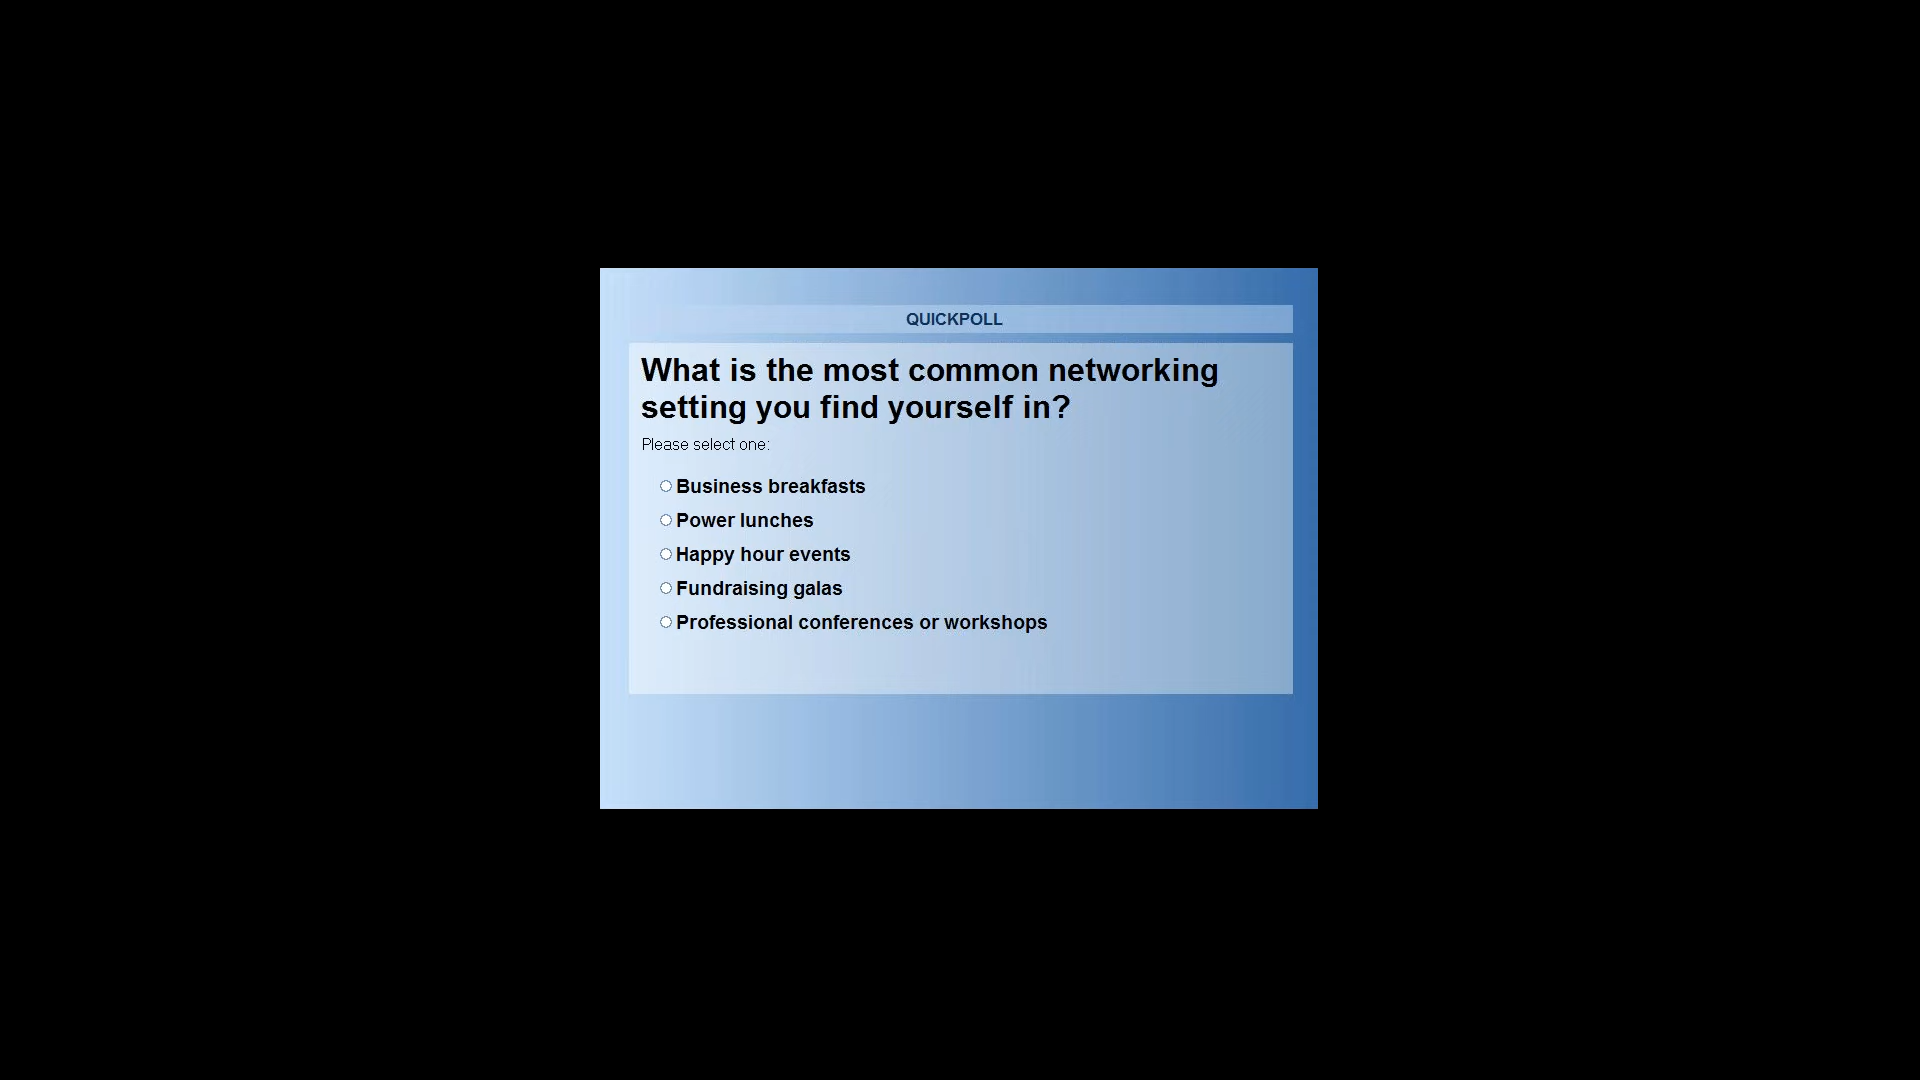 QUICKPOLL
What is the most common networking
setting you find yourself in?
Please select one:
Business breakfasts
Power lunches
Happy hour events
Fundraising galas
Professional conferences or workshops